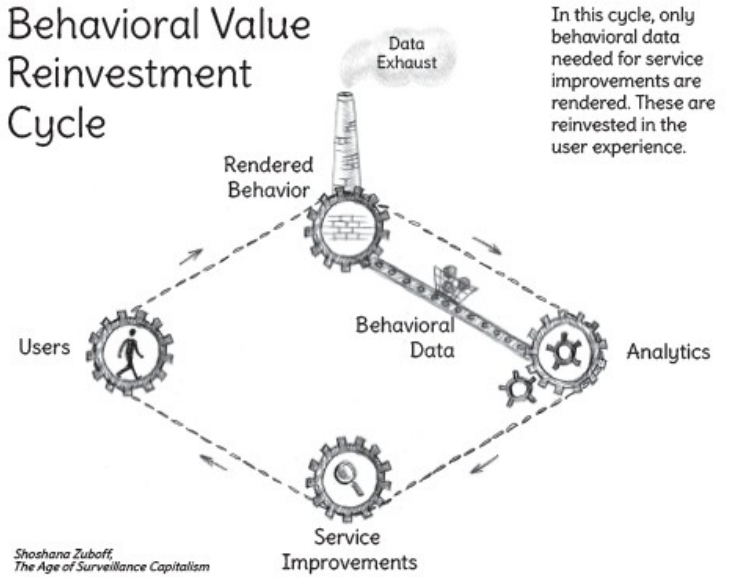 Behavioral Value
Reinvestment
Cycle
Data
Exhaust
In this cycle, only
behavioral data
needed for service
improvements are
rendered. These are
reinvested in the
user experience.
Rendered
Behavior
Users
Behavioral
Data
Analytics
Service
Improvements
Shoshana Zuboff,
The Age of Surveillance Capitalism